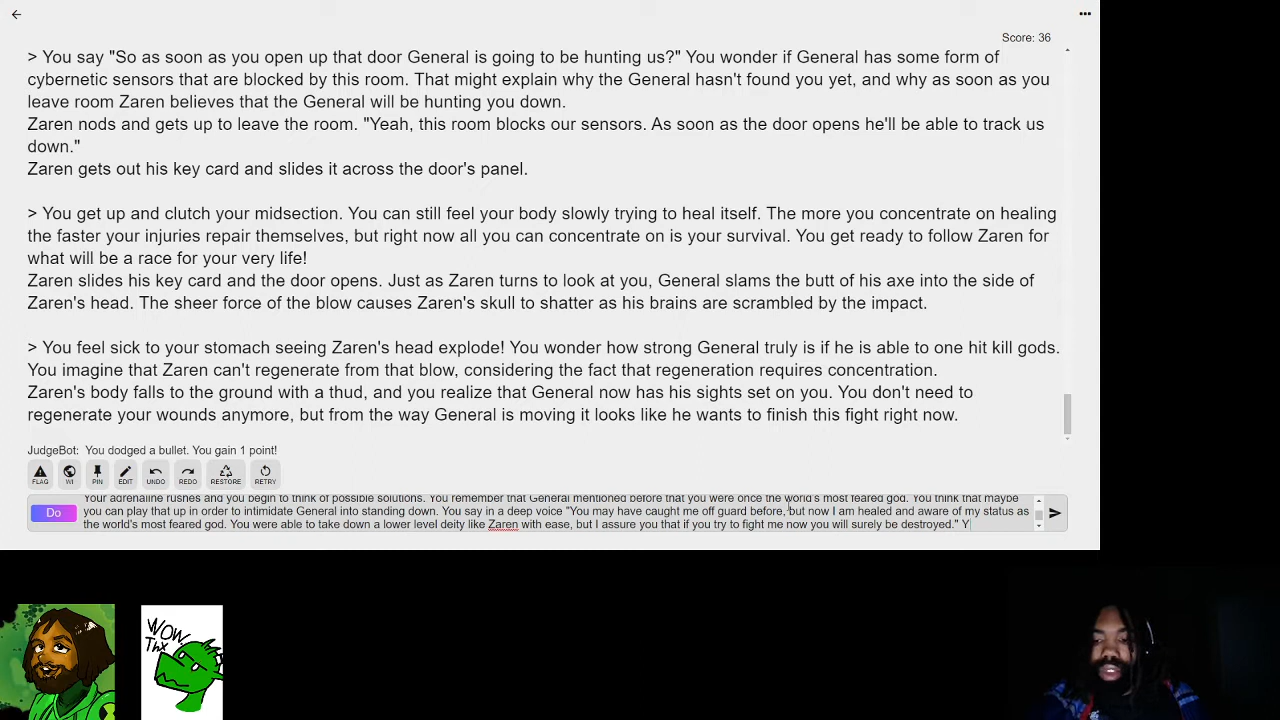 Score: 36
> You say "So as soon as you open up that door General is going to be hunting us?" You wonder if General has some form of
cybernetic sensors that are blocked by this room. That might explain why the General hasn't found you yet, and why as soon as you
leave room Zaren believes that the General will be hunting you down.
Zaren nods and gets up to leave the room. "Yeah, this room blocks our sensors. As soon as the door opens he'll be able to track us
down."
Zaren gets out his key card and slides it across the door's panel.
> You get up and clutch your midsection. You can still feel your body slowly trying to heal itself. The more you concentrate on healing
the faster your injuries repair themselves, but right now all you can concentrate on is your survival. You get ready to follow Zaren for
what will be a race for your very life!
Zaren slides his key card and the door opens. Just as Zaren turns to look at you, General slams the butt of his axe into the side of
Zaren's head. The sheer force of the blow causes Zaren's skull to shatter as his brains are scrambled by the impact.
> You feel sick to your stomach seeing Zaren's head explode! You wonder how strong General truly is if he is able to one hit kill gods.
You imagine that Zaren can't regenerate from that blow, considering the fact that regeneration requires concentration.
Zaren's body falls to the ground with a thud, and you realize that General now has his sights set on you. You don't need to
regenerate your wounds anymore, but from the way General is moving it looks like he wants to finish this fight right now.
JudgeBot: You dodged a bullet. You gain 1 point!
FLAG WI PIN EDIT UNDO REDO RESTORE RETRY
Your adrenaline rushes and you begin to think of possible solutions. You remember that General mentioned before that you were once the world's most feared god. You think that maybe
Do you can play that up in order to intimidate General into standing down. You say in a deep voice "You may have caught me off guard before, but now I am healed and aware of my status as
the world's most feared god. You were able to take down a lower level deity like Zaren with ease, but I assure you that if you try to fight me now you will surely be destroyed." Y
WOW
Thx